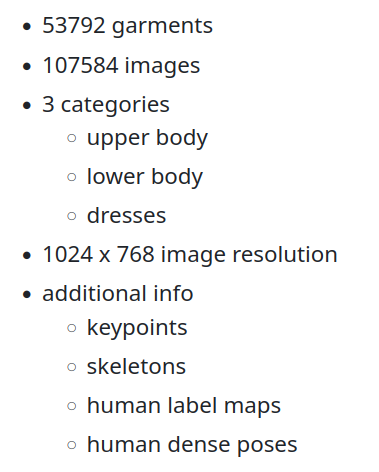 • 53792 garments
• 107584 images
• 3 categories
○ upper body
○ lower body
○ dresses
• 1024 x 768 image resolution
• additional info
○ keypoints
○ skeletons
○ human label maps
○ human dense poses